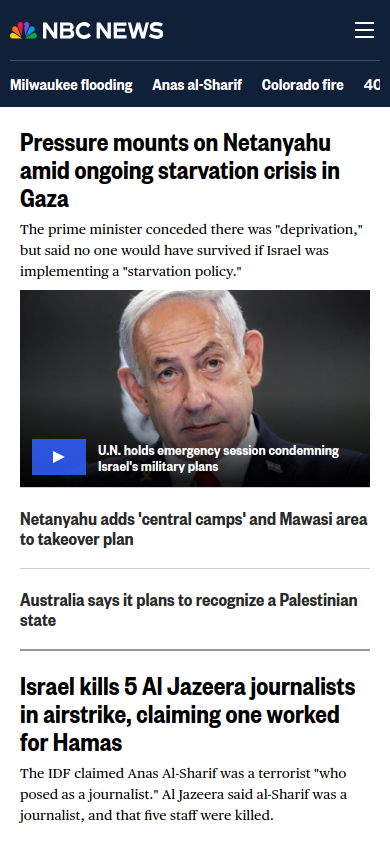 NBC NEWS
Milwaukee flooding Anas al-Sharif Colorado fire 40
Pressure mounts on Netanyahu
amid ongoing starvation crisis in
Gaza
The prime minister conceded there was "deprivation,"
but said no one would have survived if Israel was
implementing a "starvation policy."
U.N. holds emergency session condemning
Israel's military plans
Netanyahu adds 'central camps' and Mawasi area
to takeover plan
Australia says it plans to recognize a Palestinian
state
Israel kills 5 Al Jazeera journalists
in airstrike, claiming one worked
for Hamas
The IDF claimed Anas Al-Sharif was a terrorist "who
posed as a journalist." Al Jazeera said al-Sharif was a
journalist, and that five staff were killed.